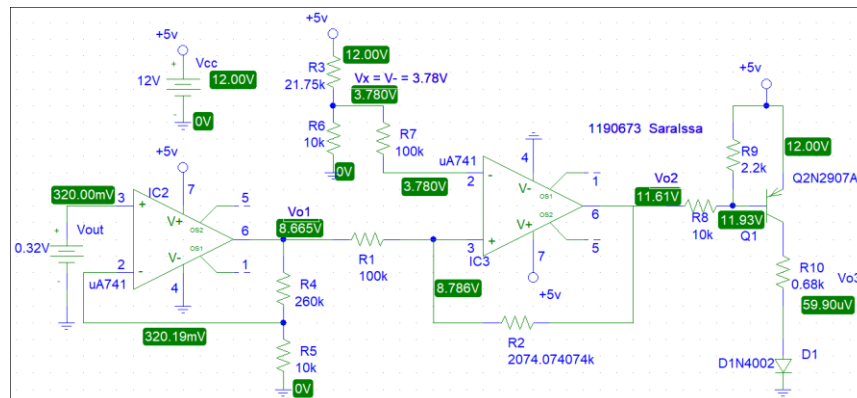 +5v
12V
Vcc
12.00V
0V
+5v
12.00V
R3
21.75k
Vx = V- = 3.78V
3.780V
R6
10k
0V
R7
100k
3.780V
1190673 SaraIssa
+5v
12.00V
R9
2.2k
Q2N2907A
Q1
+5v
320.00mV
IC2
uA741
3
+
2
-
7
V+
V-
4
OS2
OS1
5
6
1
Vout
0.32V
+
-
320.19mV
Vo1
8.665V
R4
260k
R5
10k
0V
R1
100k
uA741
2
-
3
+
IC3
4
V-
V+
7
OS1
OS2
1
6
5
+5v
8.786V
R2
2074.074074k
Vo2
11.61V
R8
10k
11.93V
R10
0.68k
Vo3
59.90uV
D1N4002
D1